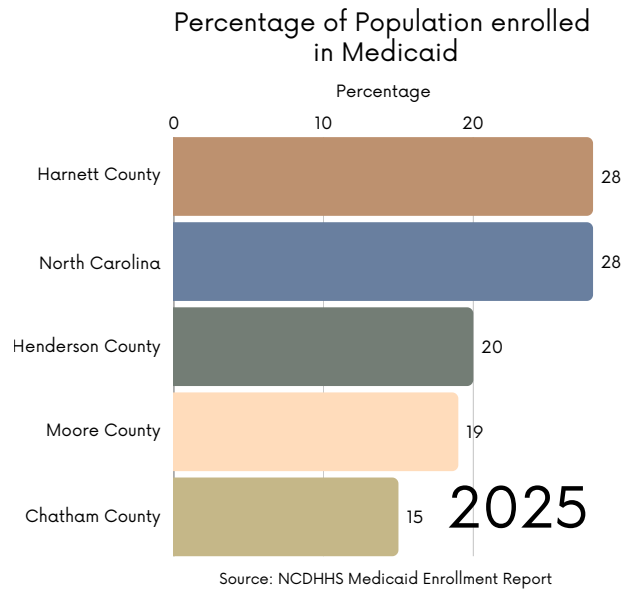 Percentage of Population enrolled
in Medicaid
Percentage
0 10 20
Harnett County 28
North Carolina 28
Henderson County 20
Moore County 19
Chatham County 15
2025
Source: NCDHHS Medicaid Enrollment Report